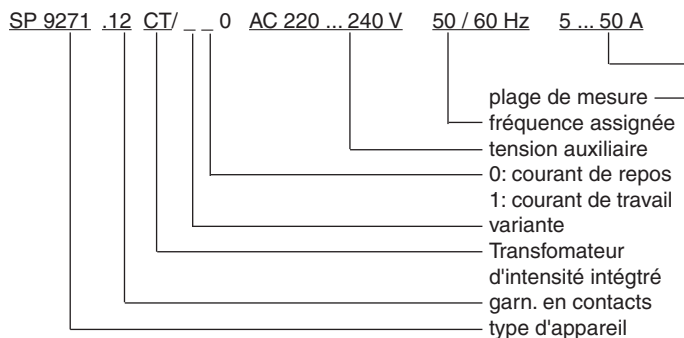 SP 9271 .12 CT/ _ _ 0 AC 220 ... 240 V 50 / 60 Hz 5 ... 50 A
plage de mesure
fréquence assignée
tension auxiliaire
0: courant de repos
1: courant de travail
variante
Transfomateur
d'intensité intégtré
garn. en contacts
type d'appareil